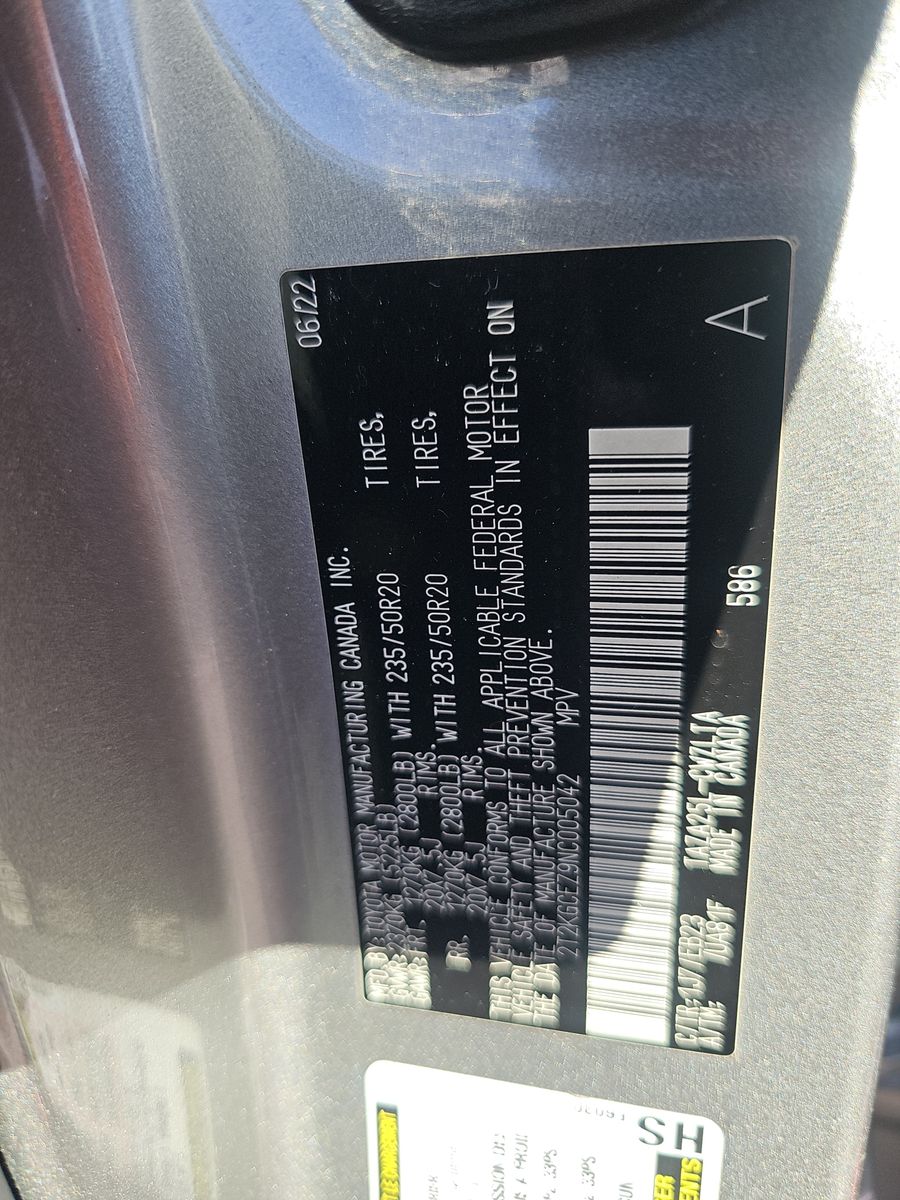 06/22
MFD.BY:TOYOTA MOTOR MANUFACTURING CANADA INC.
GVWR:2370KG (5225LB)
GAWR:FRT. 1270KG (2800LB) WITH 235/50R20 TIRES,
20X7.5J RIMS.
RR. 1270KG (2800LB) WITH 235/50R20 TIRES,
20X7.5J RIMS.
THIS VEHICLE CONFORMS TO ALL APPLICABLE FEDERAL MOTOR
VEHICLE SAFETY AND THEFT PREVENTION STANDARDS IN EFFECT ON
THE DATE OF MANUFACTURE SHOWN ABOVE.
2T2KGCEZ9NC005042 MPV
C/TR:1J7/FEB23
A/TM: MADE IN CANADA 586
A